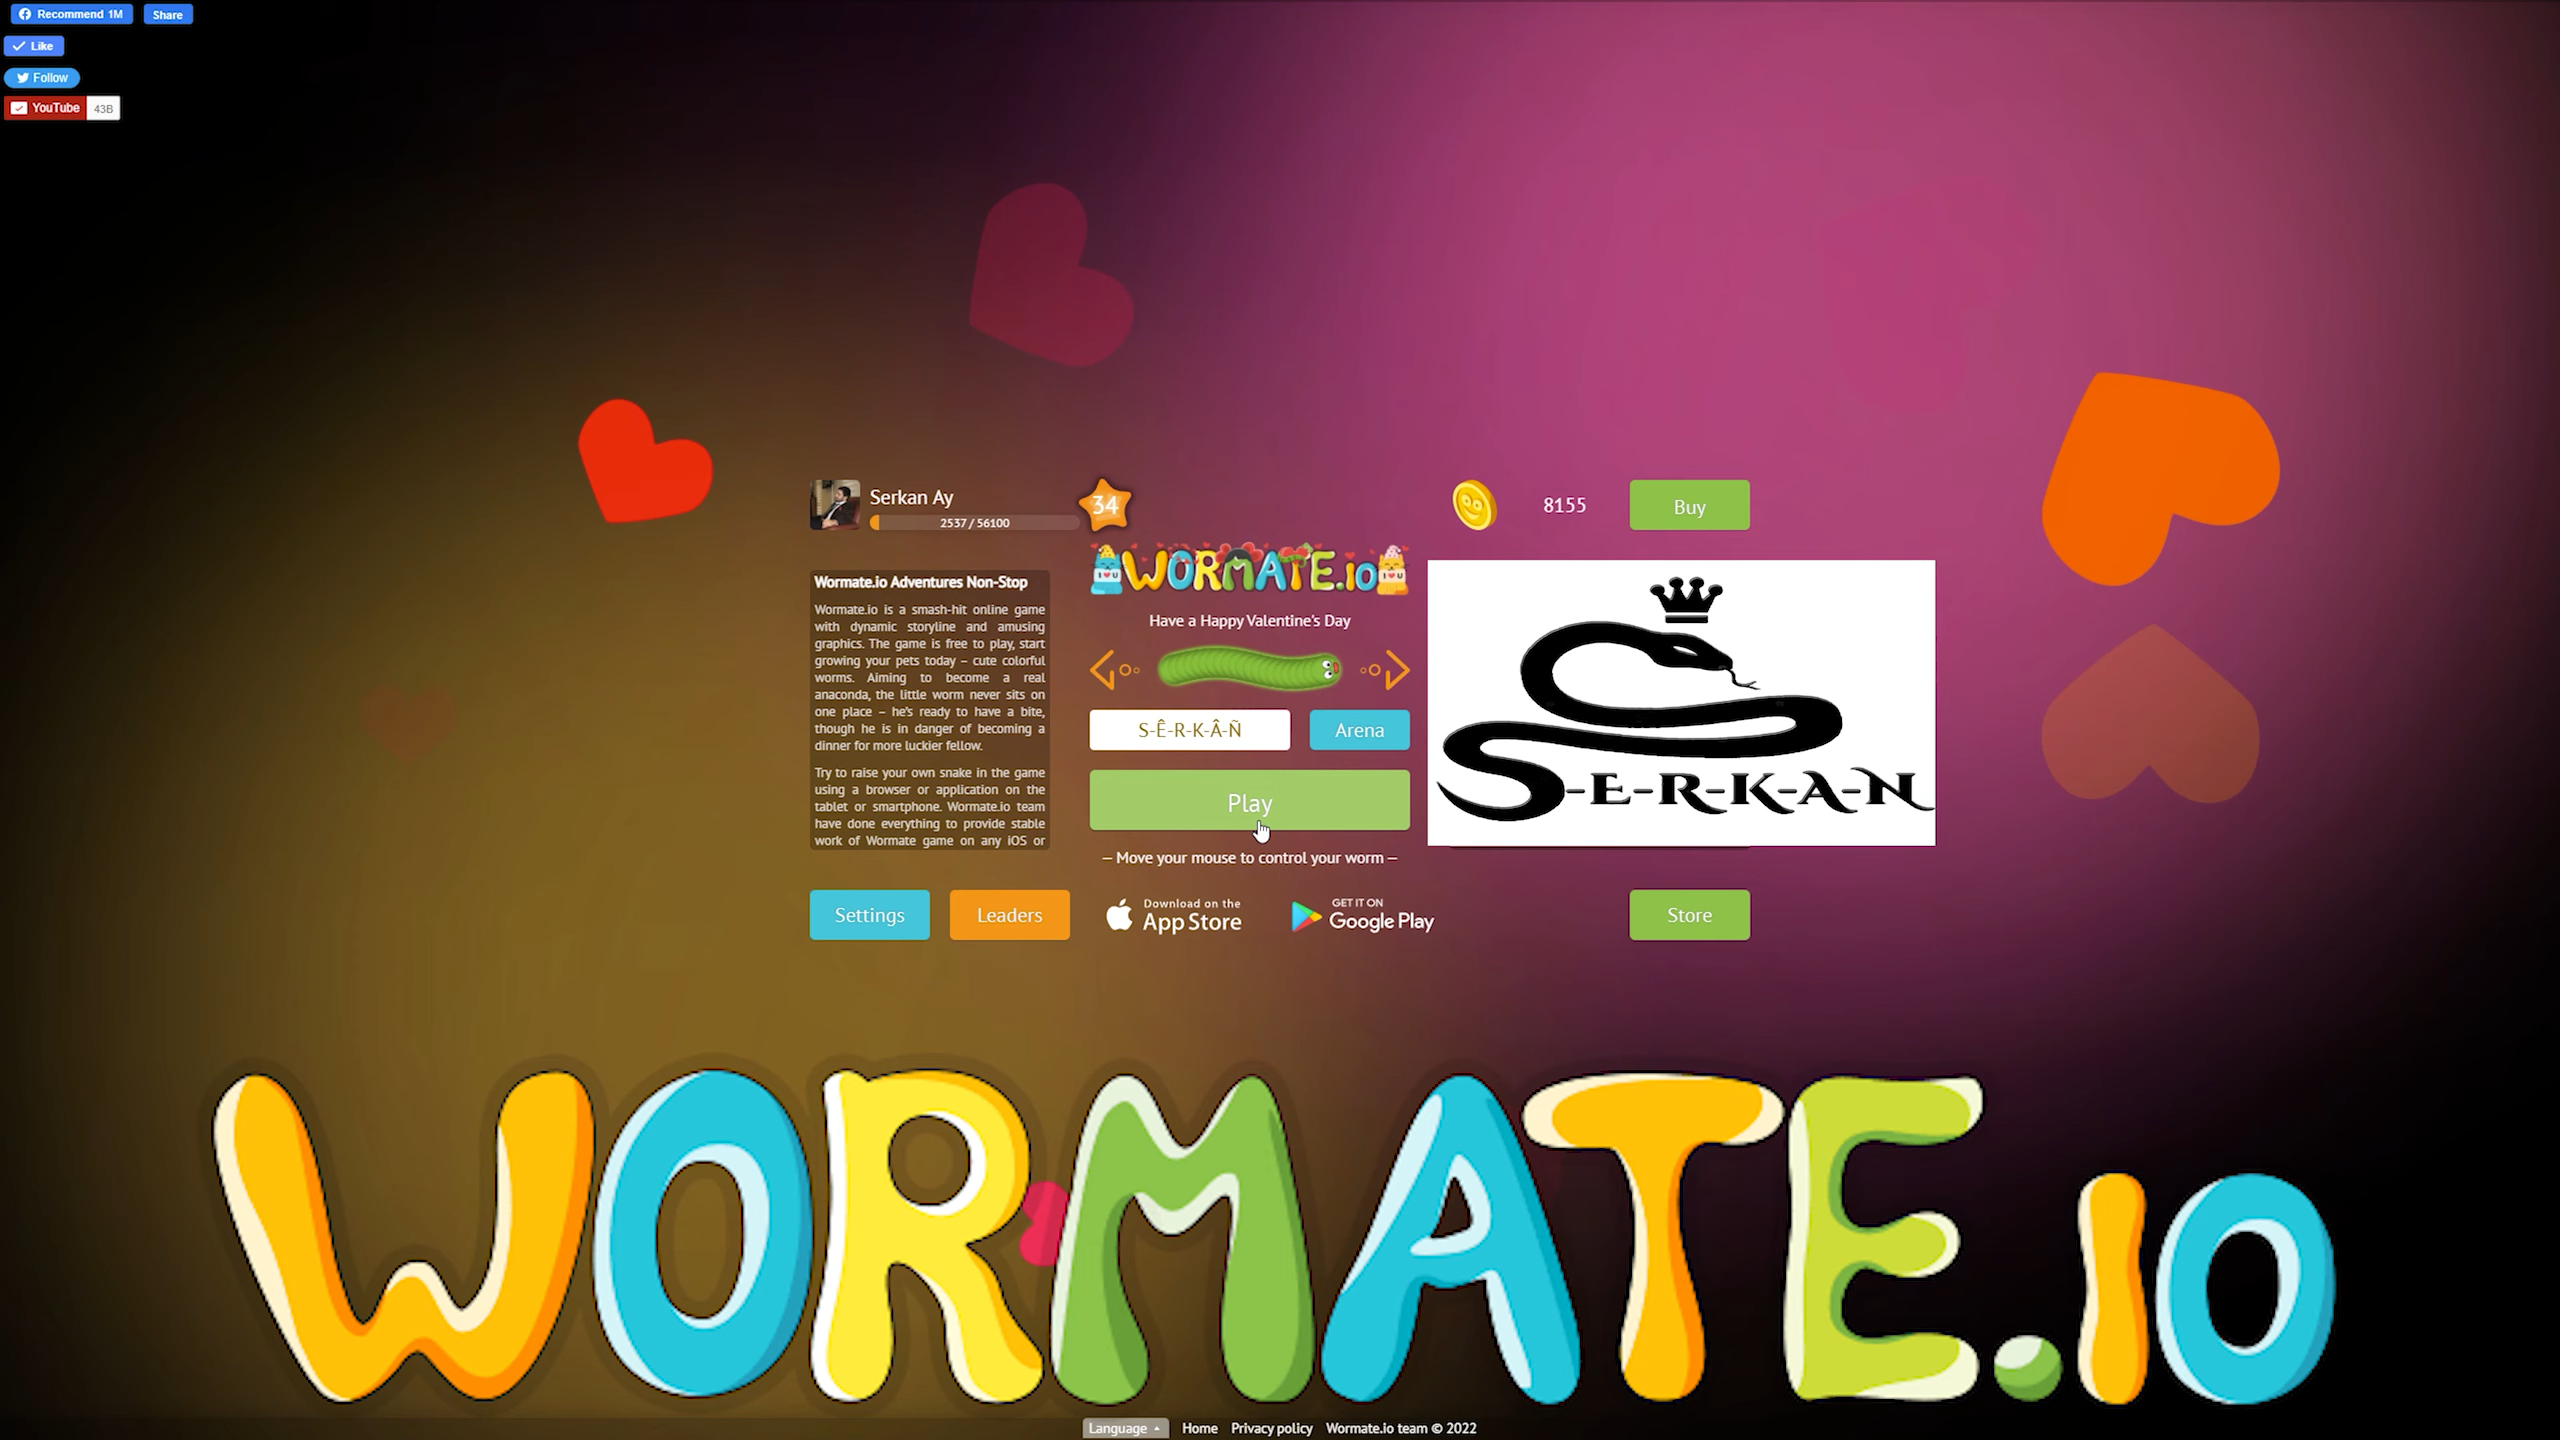 Recommend 1M
Share
Like
Follow
YouTube
43B
Serkan Ay
2537 / 56100
34
8155
Buy
WORMATE.io
I ♥ U
I ♥ U
Have a Happy Valentine's Day
Wormate.io Adventures Non-Stop
Wormate.io is a smash-hit online game
with dynamic storyline and amusing
graphics. The game is free to play, start
growing your pets today – cute colorful
worms. Aiming to become a real
anaconda, the little worm never sits on
one place – he's ready to have a bite,
though he is in danger of becoming a
dinner for more luckier fellow.
Try to raise your own snake in the game
using a browser or application on the
tablet or smartphone. Wormate.io team
have done everything to provide stable
work of Wormate game on any iOS or
S-Ê-R-K-Â-Ñ
Arena
Play
– Move your mouse to control your worm –
S-E-R-K-A-N
Settings
Leaders
Download on the
App Store
GET IT ON
Google Play
Store
WORMATE.IO
Language
Home
Privacy policy
Wormate.io team © 2022